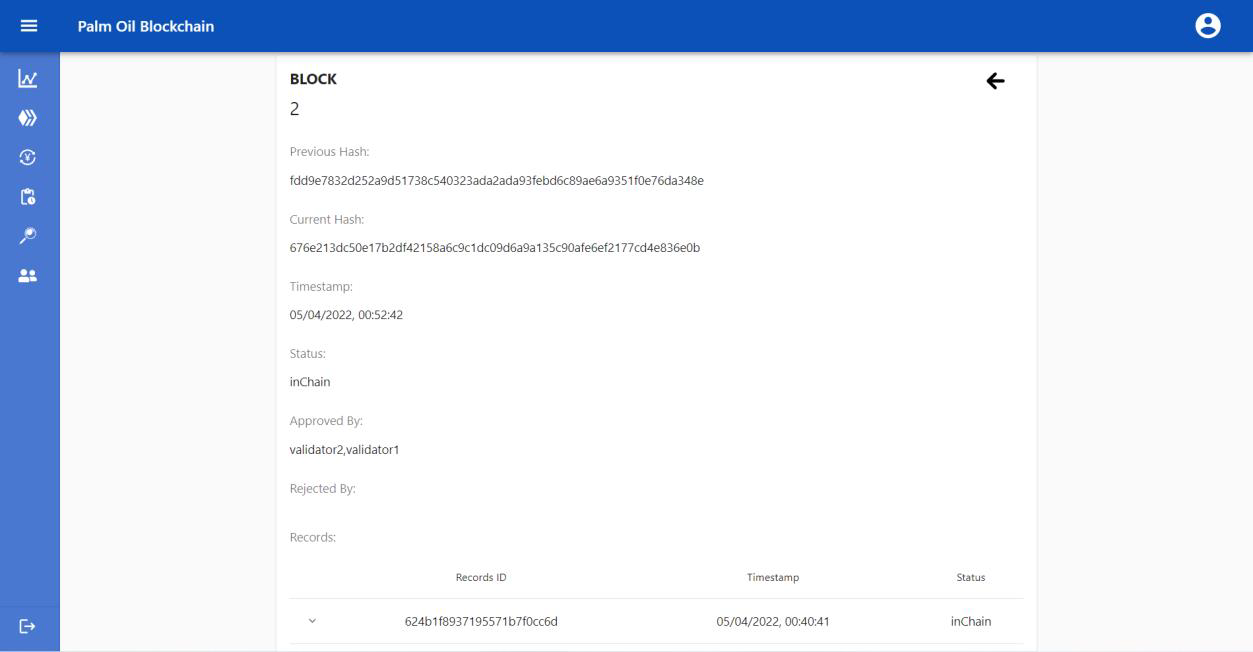 Palm Oil Blockchain
BLOCK
2
Previous Hash:
fdd9e7832d252a9d51738c540323ada2ada93febd6c89ae6a9351f0e76da348e
Current Hash:
676e213dc50e17b2df42158a6c9c1dc09d6a9a135c90afe6ef2177cd4e836e0b
Timestamp:
05/04/2022, 00:52:42
Status:
inChain
Approved By:
validator2,validator1
Rejected By:
Records:
Records ID Timestamp Status
624b1f8937195571b7f0cc6d 05/04/2022, 00:40:41 inChain